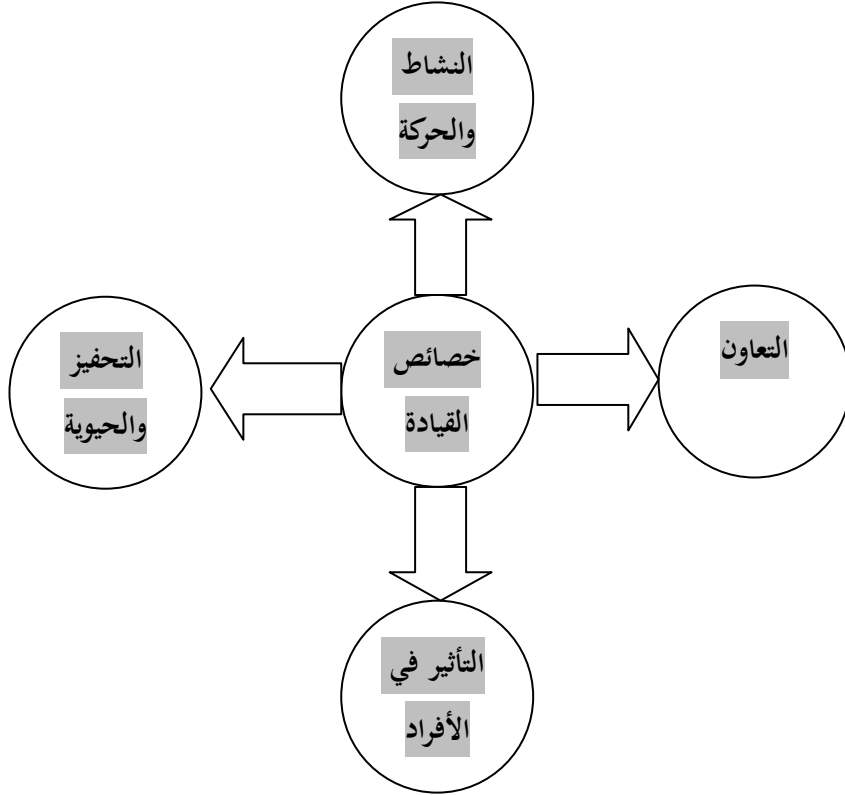 النشاط
والحركة
التعاون
خصائص
القيادة
التحفيز
والحيوية
التأثير في
الأفراد